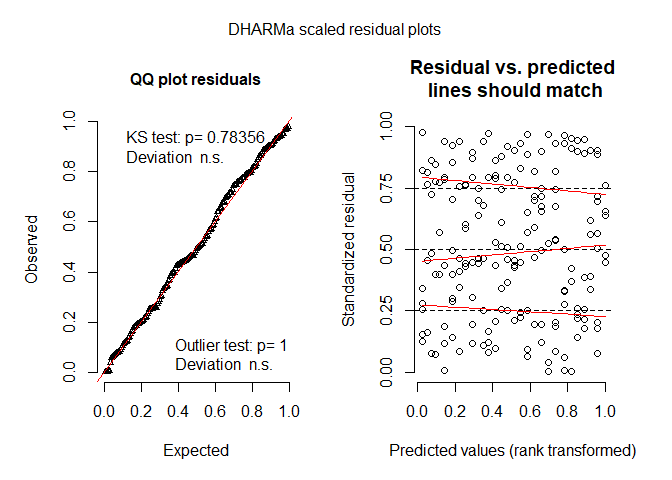 DHARMa scaled residual plots
QQ plot residuals
KS test: p= 0.78356
Deviation n.s.
Outlier test: p= 1
Deviation n.s.
Observed
0.0 0.2 0.4 0.6 0.8 1.0
0.0 0.2 0.4 0.6 0.8 1.0
Expected
Residual vs. predicted
lines should match
Standardized residual
0.00 0.25 0.50 0.75 1.00
0.0 0.2 0.4 0.6 0.8 1.0
Predicted values (rank transformed)